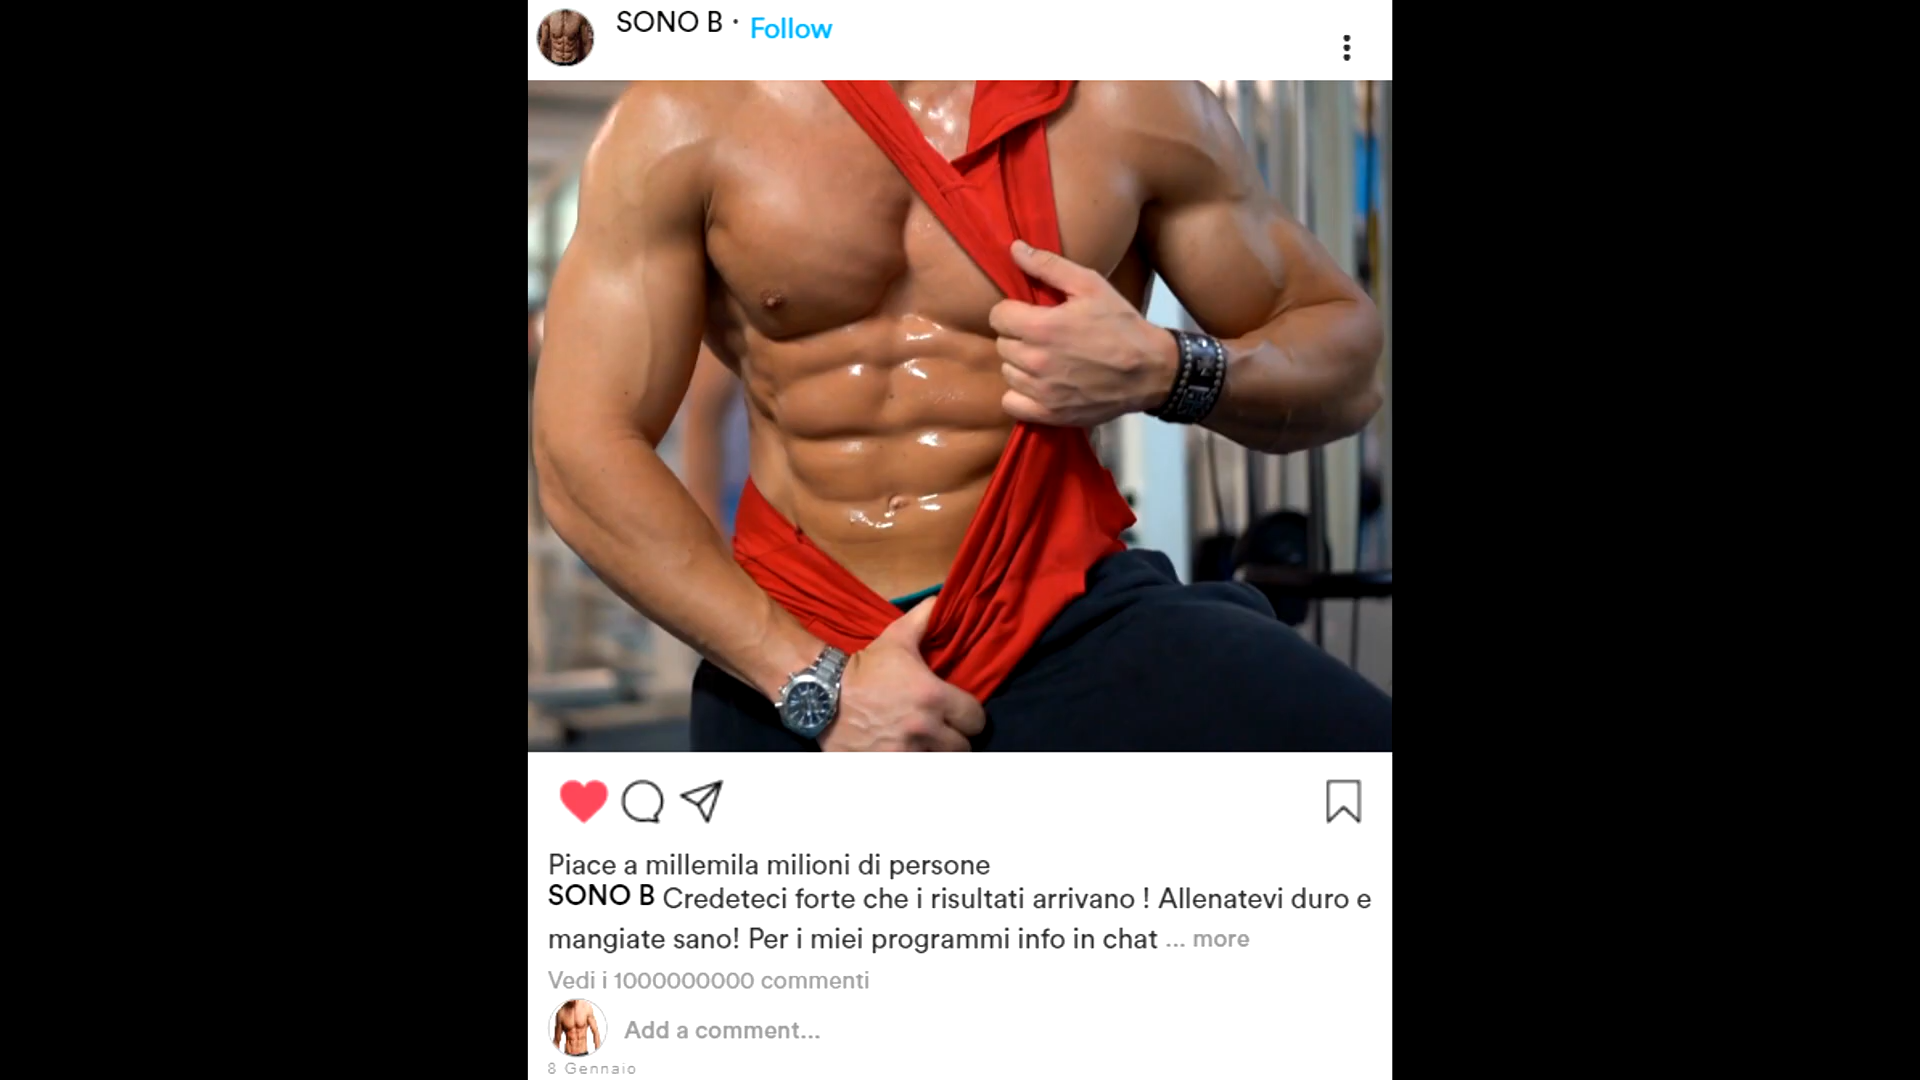 SONO B · Follow
Piace a millemila milioni di persone
SONO B Credeteci forte che i risultati arrivano ! Allenatevi duro e
mangiate sano! Per i miei programmi info in chat ... more
Vedi i 1000000000 commenti
Add a comment...
8 Gennaio